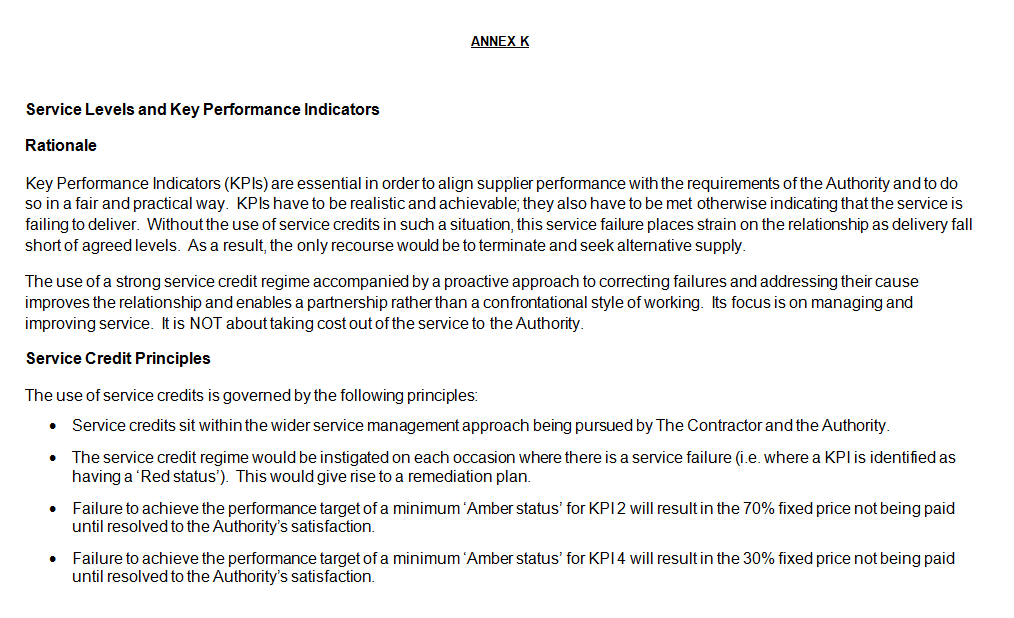 ANNEX K
Service Levels and Key Performance Indicators
Rationale
Key Performance Indicators (KPIs) are essential in order to align supplier performance with the requirements of the Authority and to do
so in a fair and practical way.  KPIs have to be realistic and achievable; they also have to be met otherwise indicating that the service is
failing to deliver.  Without the use of service credits in such a situation, this service failure places strain on the relationship as delivery fall
short of agreed levels.  As a result, the only recourse would be to terminate and seek alternative supply.
The use of a strong service credit regime accompanied by a proactive approach to correcting failures and addressing their cause
improves the relationship and enables a partnership rather than a confrontational style of working.  Its focus is on managing and
improving service.  It is NOT about taking cost out of the service to the Authority.
Service Credit Principles
The use of service credits is governed by the following principles:
• Service credits sit within the wider service management approach being pursued by The Contractor and the Authority.
• The service credit regime would be instigated on each occasion where there is a service failure (i.e. where a KPI is identified as
having a ‘Red status’).  This would give rise to a remediation plan.
• Failure to achieve the performance target of a minimum ‘Amber status’ for KPI 2 will result in the 70% fixed price not being paid
until resolved to the Authority’s satisfaction.
• Failure to achieve the performance target of a minimum ‘Amber status’ for KPI 4 will result in the 30% fixed price not being paid
until resolved to the Authority’s satisfaction.